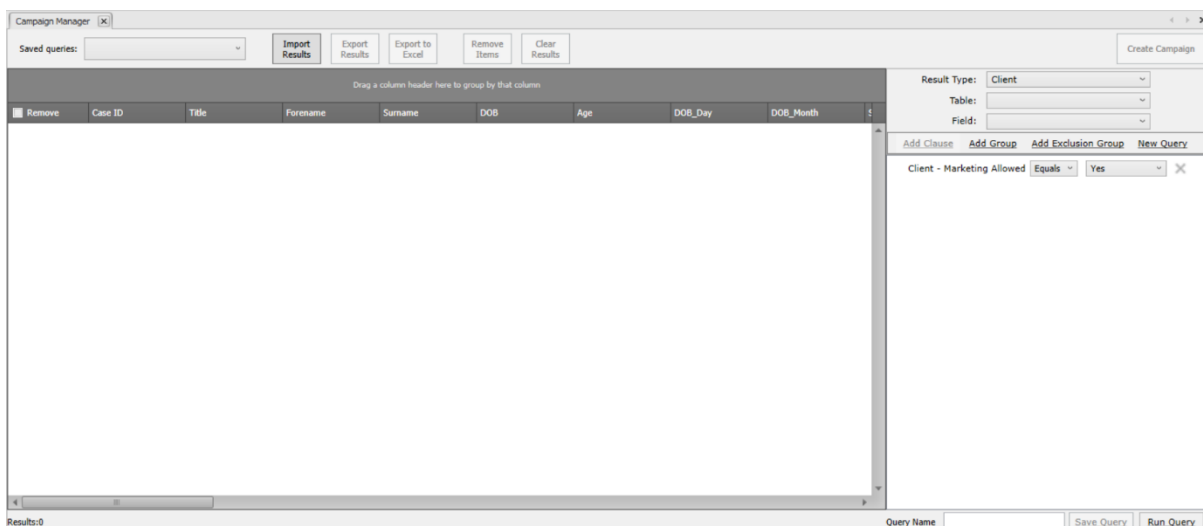 Campaign Manager
Saved queries:
Import Results
Export Results
Export to Excel
Remove Items
Clear Results
Create Campaign
Drag a column header here to group by that column
Remove Case ID Title Forename Surname DOB Age DOB_Day DOB_Month S
Result Type: Client
Table:
Field:
Add Clause Add Group Add Exclusion Group New Query
Client - Marketing Allowed Equals Yes
Results:0
Query Name Save Query Run Query